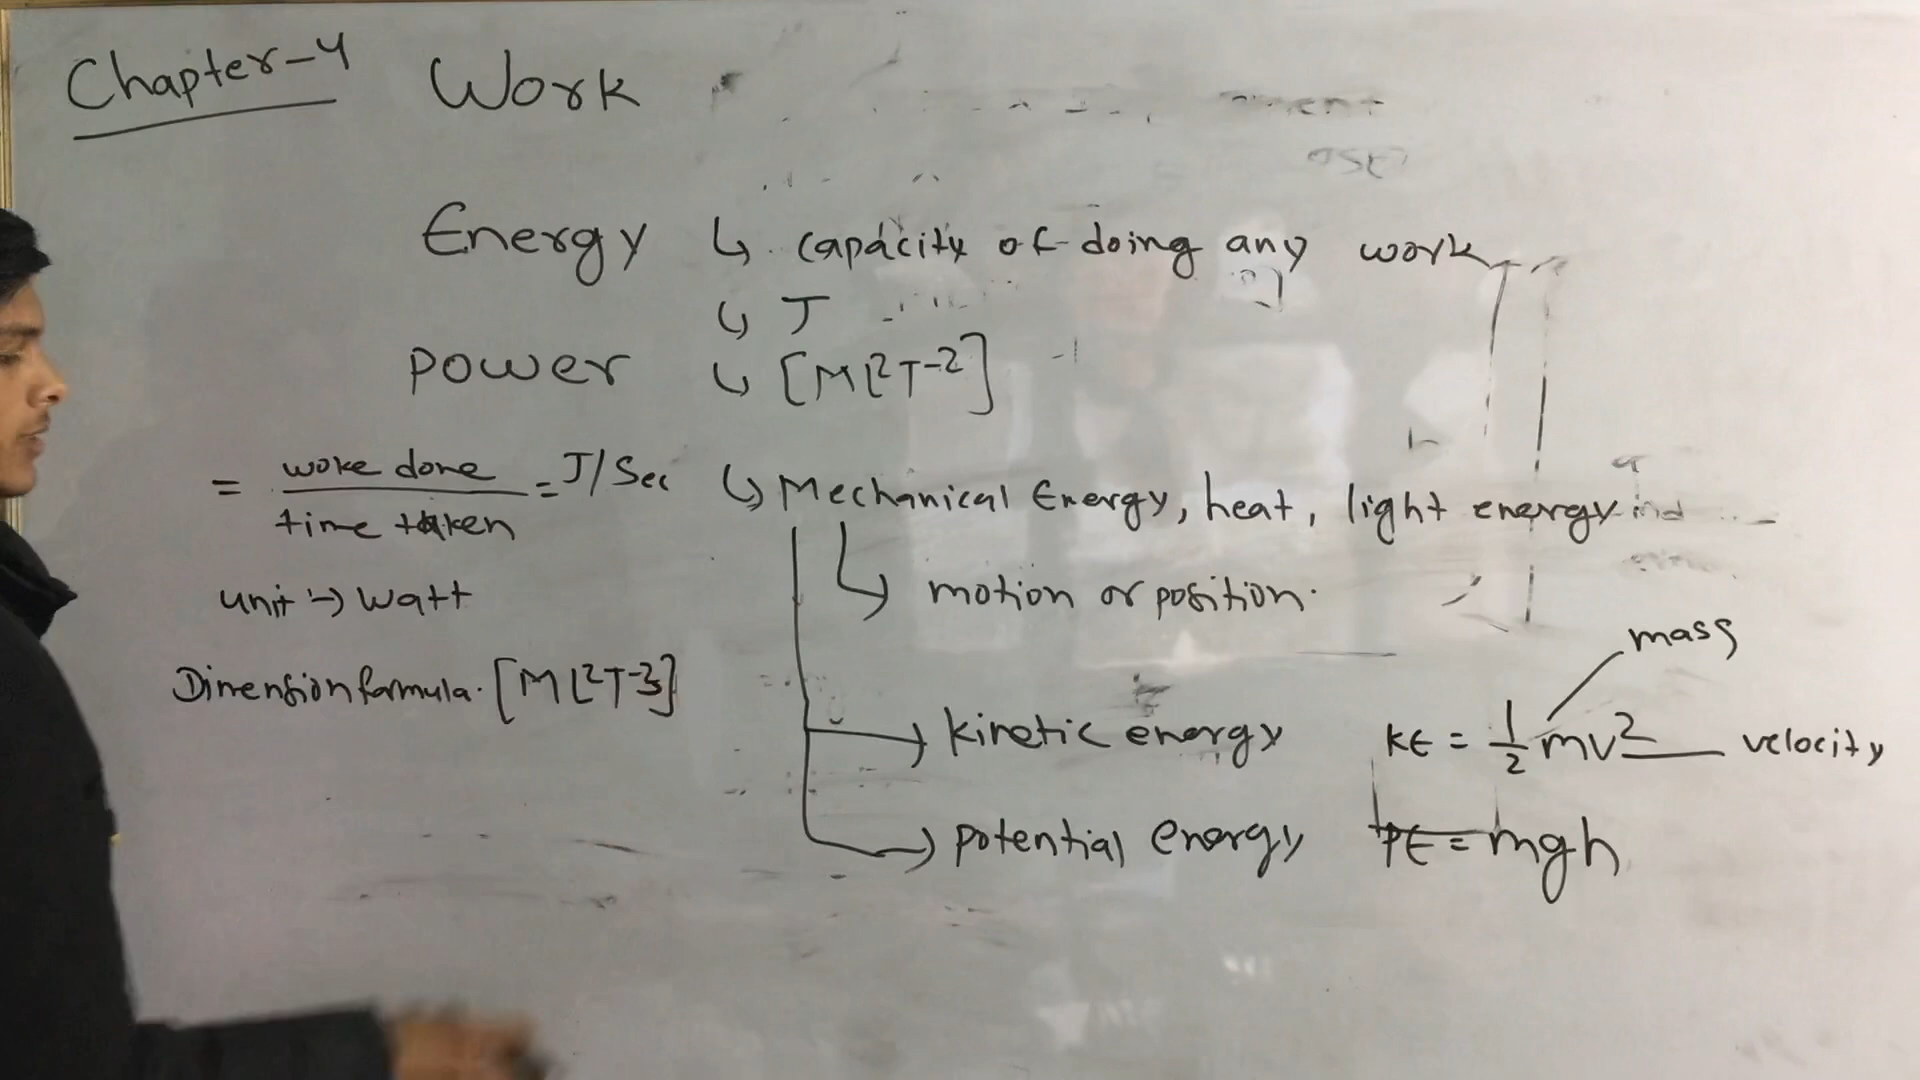 Chapter-4 Work
Energy ↳ capacity of doing any work
↳ J
Power ↳ [ML²T-2]
= woke done / time taken = J/Sec
↳ Mechanical Energy, heat, light energy
motion or position.
unit → Watt
Dimension formula. [ML²T-3]
mass
→ kinetic energy KE = 1/2 mv² velocity
→ potential energy PE = mgh